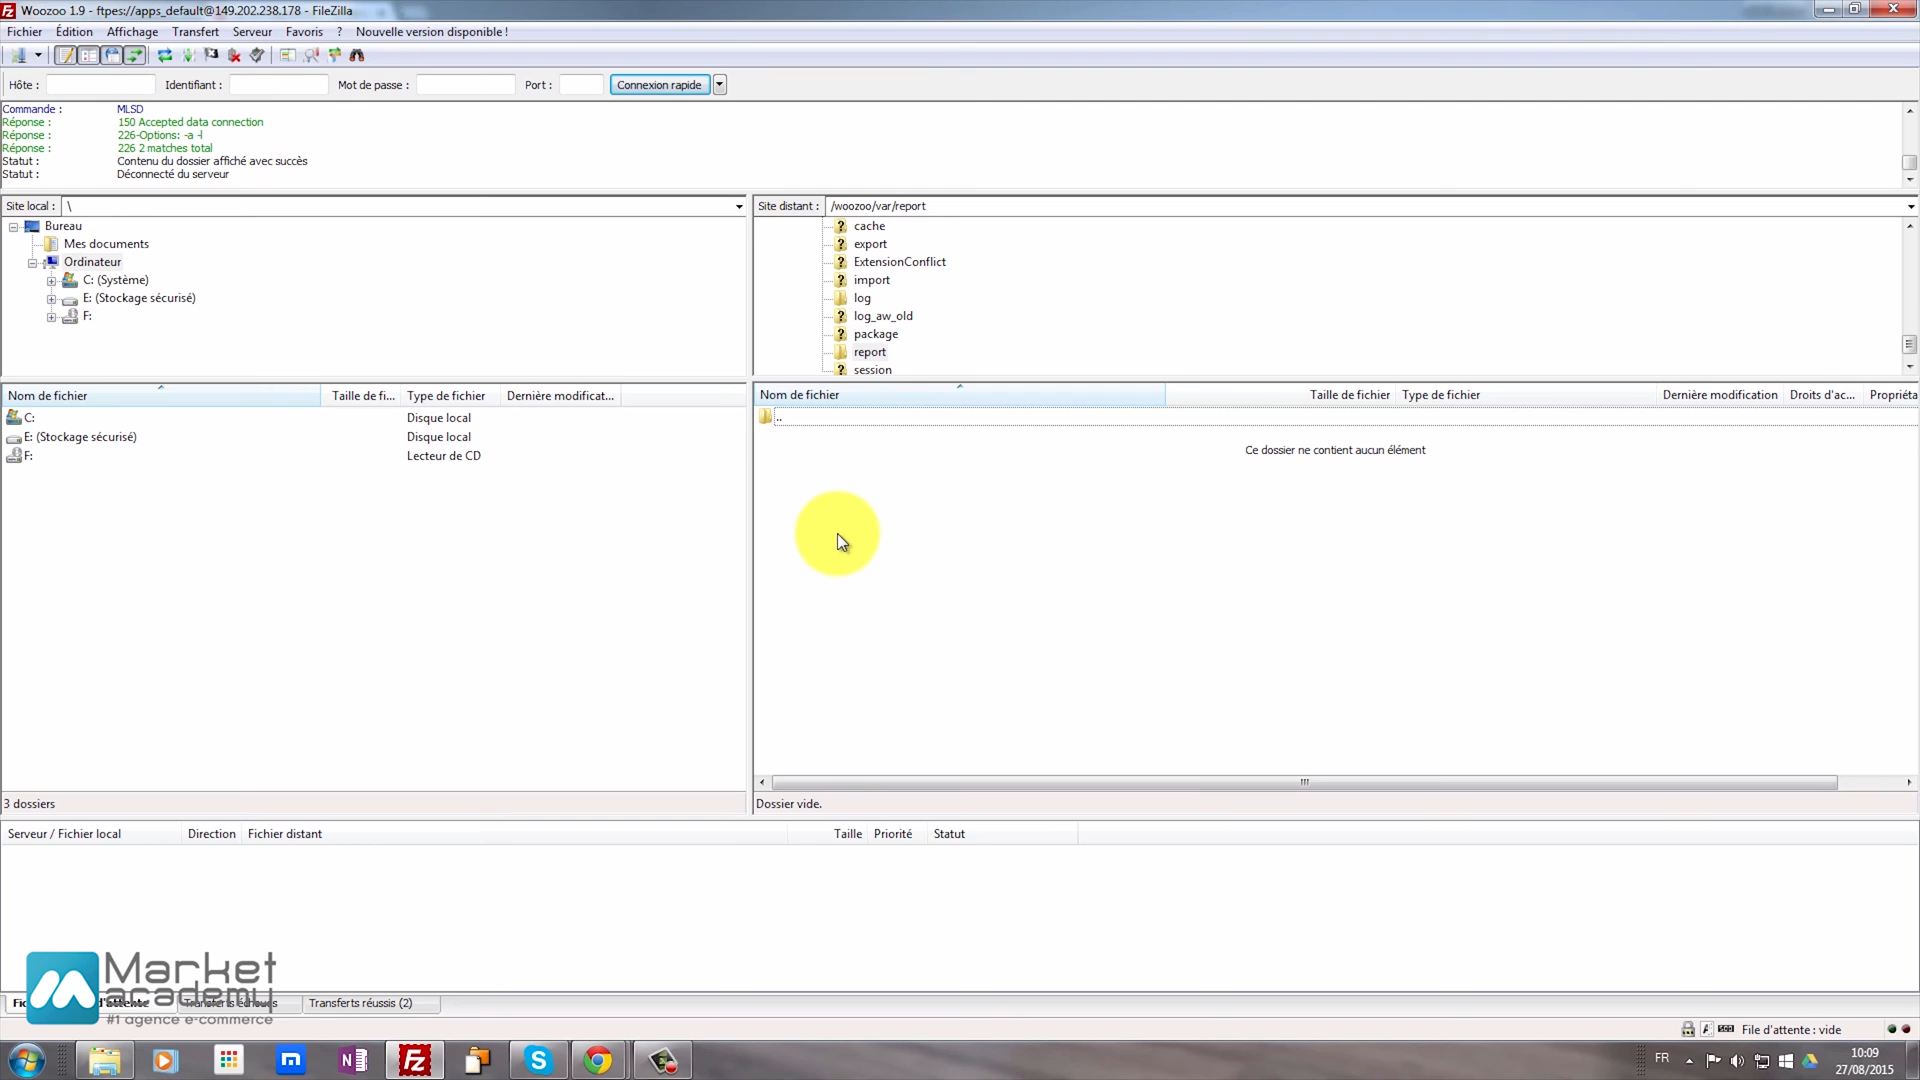 Woozoo 1.9 - ftpes://apps_default@149.202.238.178 - FileZilla
Fichier Édition Affichage Transfert Serveur Favoris ? Nouvelle version disponible !
Hôte : Identifiant : Mot de passe : Port : Connexion rapide
Commande : MLSD
Réponse : 150 Accepted data connection
Réponse : 226-Options: -a -l
Réponse : 226 2 matches total
Statut : Contenu du dossier affiché avec succès
Statut : Déconnecté du serveur
Site local : \
Bureau
Mes documents
Ordinateur
C: (Système)
E: (Stockage sécurisé)
F:
Site distant : /woozoo/var/report
cache
export
ExtensionConflict
import
log
log_aw_old
package
report
session
Nom de fichier Taille de fi... Type de fichier Dernière modificat...
C: Disque local
E: (Stockage sécurisé) Disque local
F: Lecteur de CD
3 dossiers
Nom de fichier Taille de fichier Type de fichier Dernière modification Droits d'ac... Propriéta
..
Ce dossier ne contient aucun élément
Dossier vide.
Serveur / Fichier local Direction Fichier distant Taille Priorité Statut
Market
academy
#1 agence e-commerce
Transferts échoués Transferts réussis (2)
File d'attente : vide
FR 10:09
27/08/2015